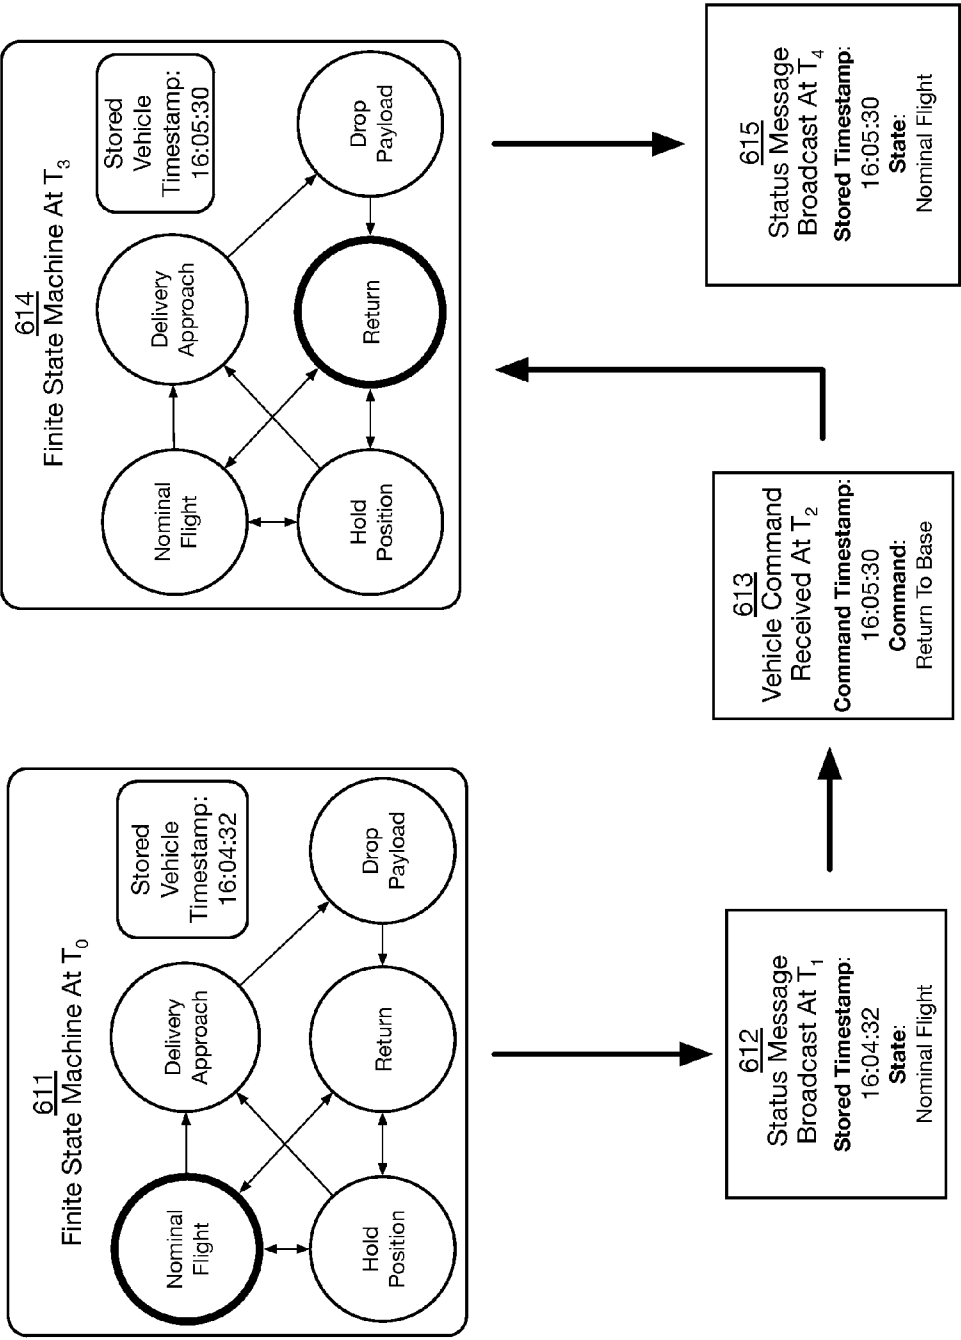 611
Finite State Machine At T0
Stored
Vehicle
Timestamp:
16:04:32
Nominal
Flight
Delivery
Approach
Hold
Position
Return
Drop
Payload
612
Status Message
Broadcast At T1
Stored Timestamp:
16:04:32
State:
Nominal Flight
613
Vehicle Command
Received At T2
Command Timestamp:
16:05:30
Command:
Return To Base
614
Finite State Machine At T3
Stored
Vehicle
Timestamp:
16:05:30
Nominal
Flight
Delivery
Approach
Hold
Position
Return
Drop
Payload
615
Status Message
Broadcast At T4
Stored Timestamp:
16:05:30
State:
Nominal Flight